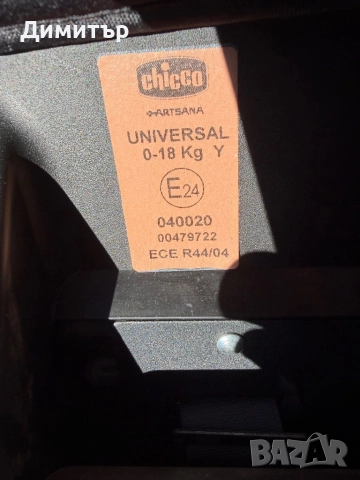 Димитър
chicco
ARTSANA
UNIVERSAL
0-18 Kg Y
E24
040020
00479722
ECE R44/04
BAZAR